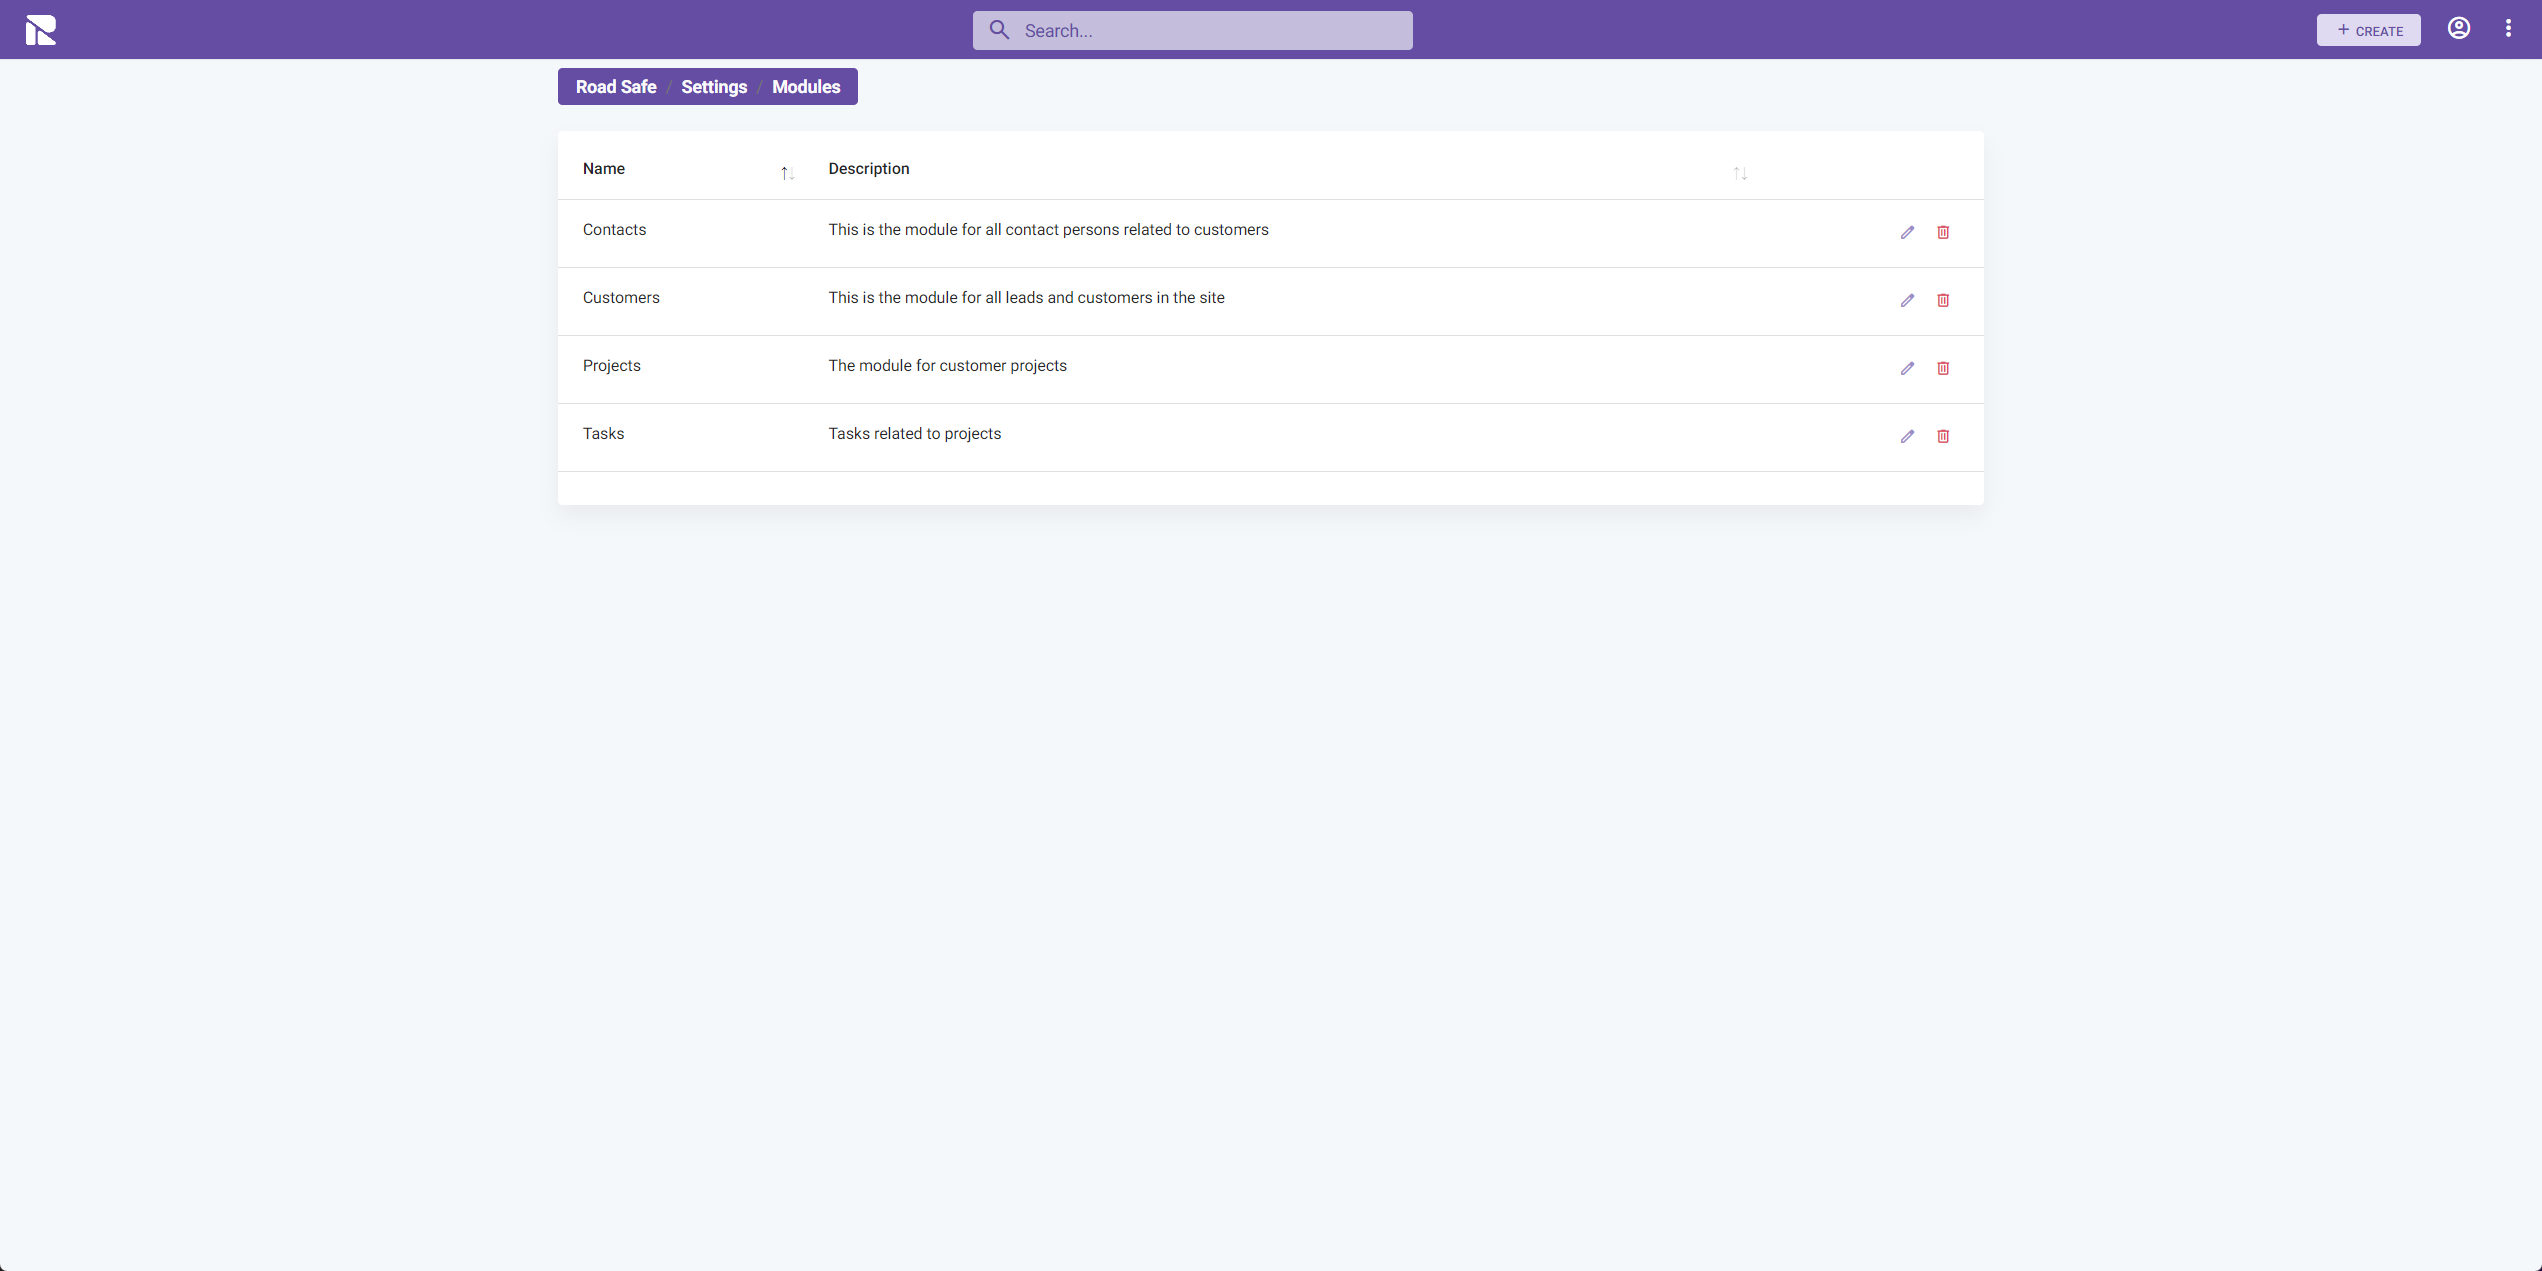 Search...
+ CREATE
Road Safe / Settings / Modules
Name Description
Contacts This is the module for all contact persons related to customers
Customers This is the module for all leads and customers in the site
Projects The module for customer projects
Tasks Tasks related to projects